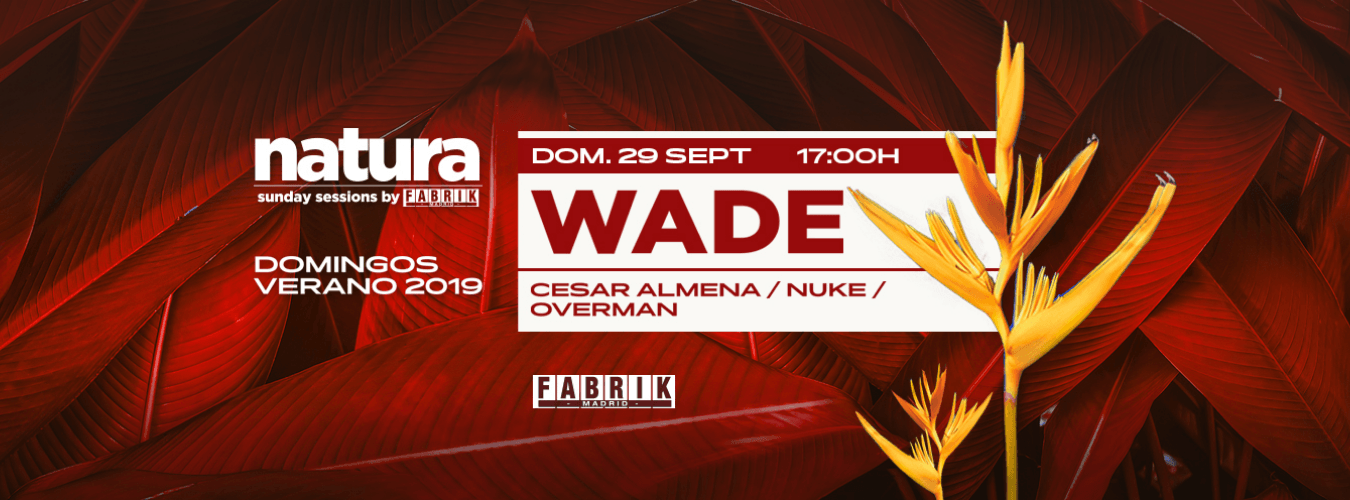 natura
sunday sessions by FABRIK
MADRID
DOMINGOS
VERANO 2019
DOM. 29 SEPT 17:00H
WADE
CESAR ALMENA / NUKE /
OVERMAN
FABRIK
- MADRID -